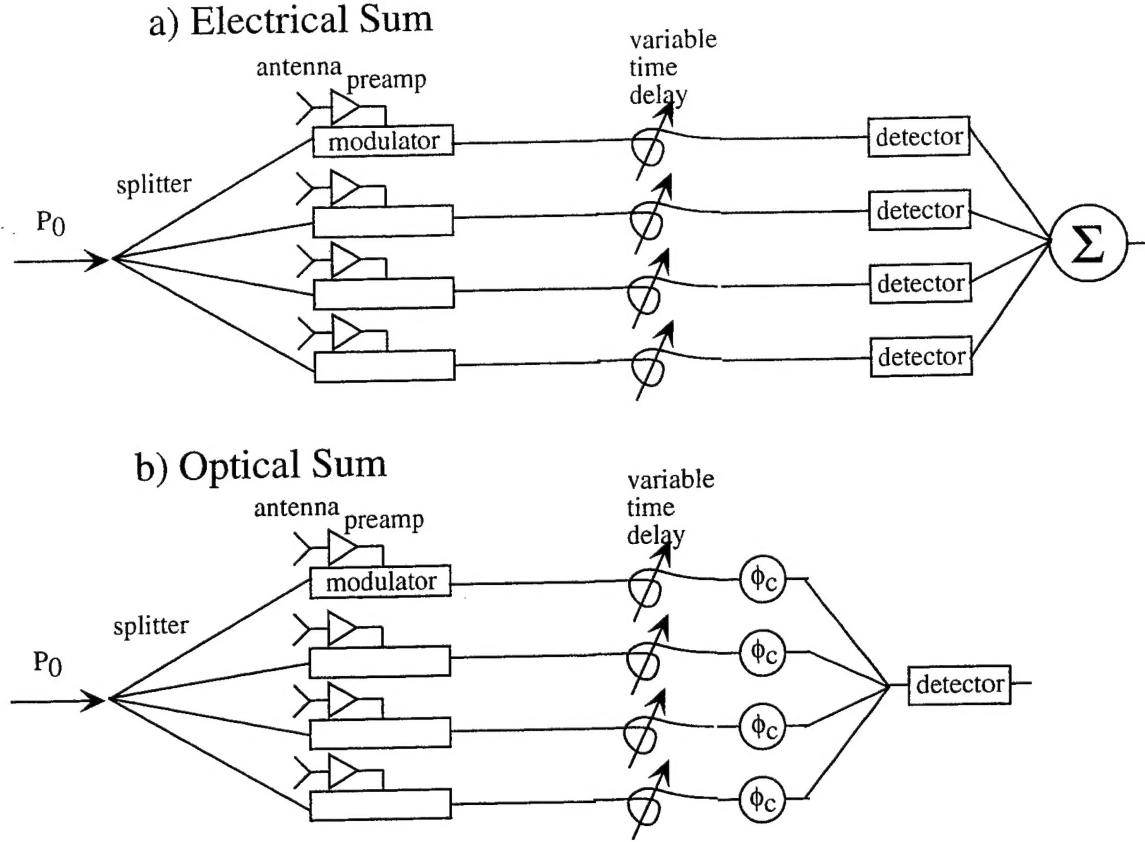 a) Electrical Sum
antenna
preamp
variable
time
delay
modulator
detector
splitter
P0
detector
Σ
detector
detector
b) Optical Sum
antenna
preamp
variable
time
delay
modulator
ϕc
splitter
P0
ϕc
detector
ϕc
ϕc